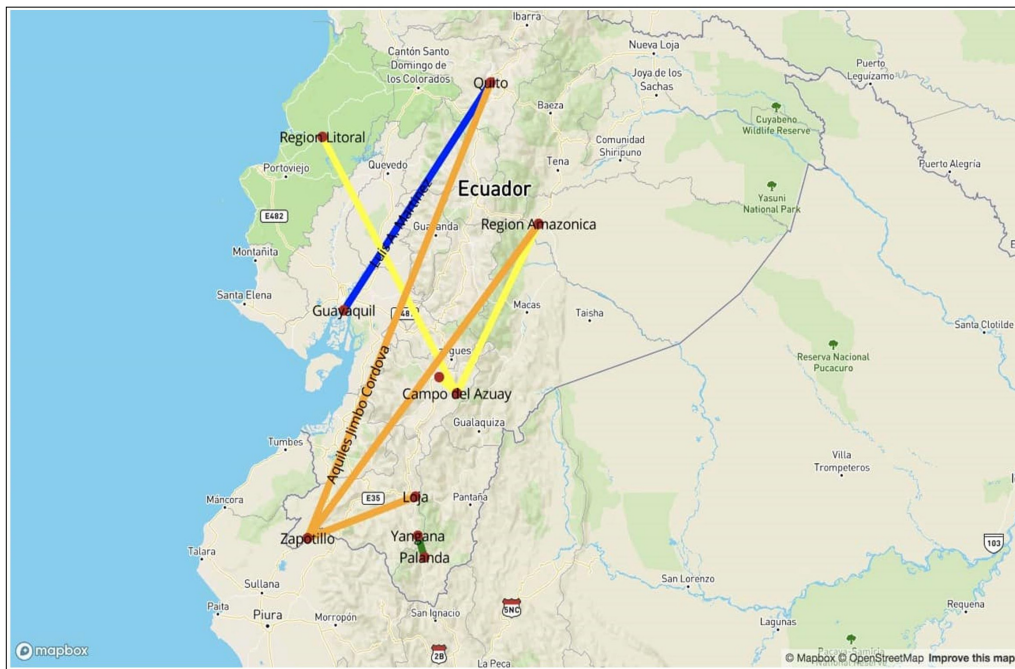 Ibarra
Cantón Santo
Domingo de
los Colorados
Nueva Loja
Puerto
Leguízamo
Quito
Joya de los
Sachas
Baeza
Cuyabeno
Wildlife Reserve
Region Litoral
Comunidad
Shiripuno
Portoviejo
Quevedo
Tena
Puerto Alegría
Ecuador
Yasuni
National Park
E482
Luis A. Martinez
Region Amazonica
Montañita
Santa Elena
Guayaquil
Macas
Taisha
Santa Clotilde
Reserva Nacional
Pucacuro
Campo del Azuay
Gualaquiza
Aquiles Jimbo Cordova
Tumbes
Villa
Trompeteros
Máncora
E35
Loja
Pantaña
Zapotillo
Yangana
Palanda
Talara
103
Sullana
San Lorenzo
Paita
Piura
Morropón
San Ignacio
5NC
Lagunas
Requena
2B
La Peca
mapbox
© Mapbox © OpenStreetMap Improve this map